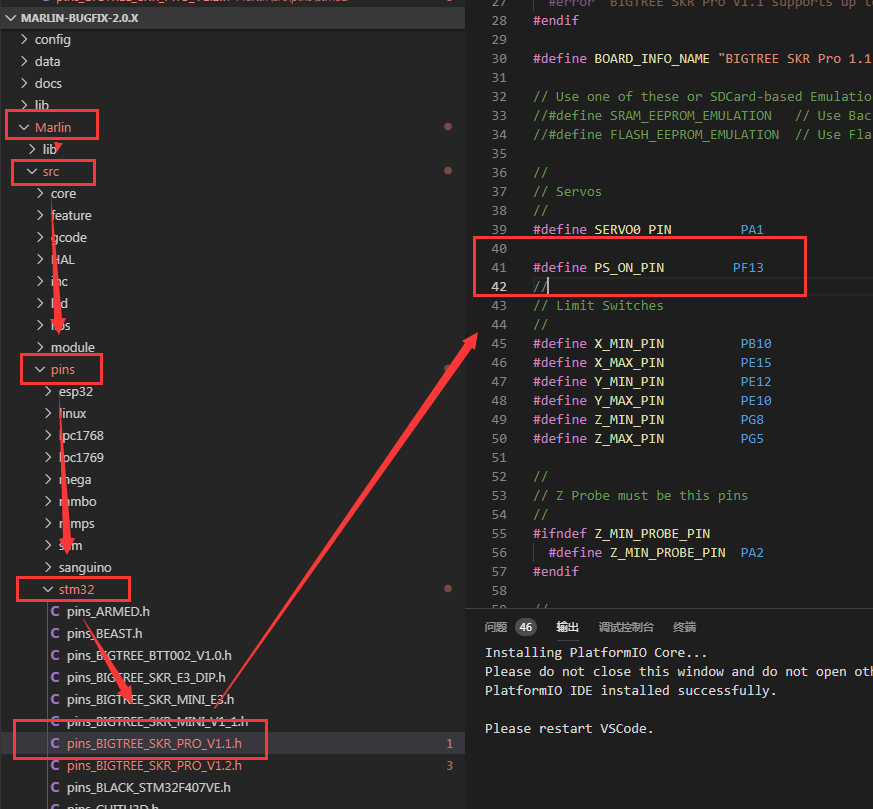 MARLIN-BUGFIX-2.0.X
config
data
docs
lib
Marlin
lib
src
core
feature
gcode
HAL
inc
lcd
libs
module
pins
esp32
linux
lpc1768
lpc1769
mega
rambo
ramps
sam
sanguino
stm32
pins_ARMED.h
pins_BEAST.h
pins_BIGTREE_BTT002_V1.0.h
pins_BIGTREE_SKR_E3_DIP.h
pins_BIGTREE_SKR_MINI_E3.h
pins_BIGTREE_SKR_MINI_V1_1.h
pins_BIGTREE_SKR_PRO_V1.1.h 1
pins_BIGTREE_SKR_PRO_V1.2.h 3
pins_BLACK_STM32F407VE.h
27 #error "BIGTREE SKR Pro V1.1 supports up to
28 #endif
29
30 #define BOARD_INFO_NAME "BIGTREE SKR Pro 1.1
31
32 // Use one of these or SDCard-based Emulatio
33 //#define SRAM_EEPROM_EMULATION // Use Bac
34 //#define FLASH_EEPROM_EMULATION // Use Fla
35
36 //
37 // Servos
38 //
39 #define SERVO0_PIN PA1
40
41 #define PS_ON_PIN PF13
42 //
43 // Limit Switches
44 //
45 #define X_MIN_PIN PB10
46 #define X_MAX_PIN PE15
47 #define Y_MIN_PIN PE12
48 #define Y_MAX_PIN PE10
49 #define Z_MIN_PIN PG8
50 #define Z_MAX_PIN PG5
51
52 //
53 // Z Probe must be this pins
54 //
55 #ifndef Z_MIN_PROBE_PIN
56 #define Z_MIN_PROBE_PIN PA2
57 #endif
58
问题 46 输出 调试控制台 终端
Installing PlatformIO Core...
Please do not close this window and do not open oth
PlatformIO IDE installed successfully.
Please restart VSCode.